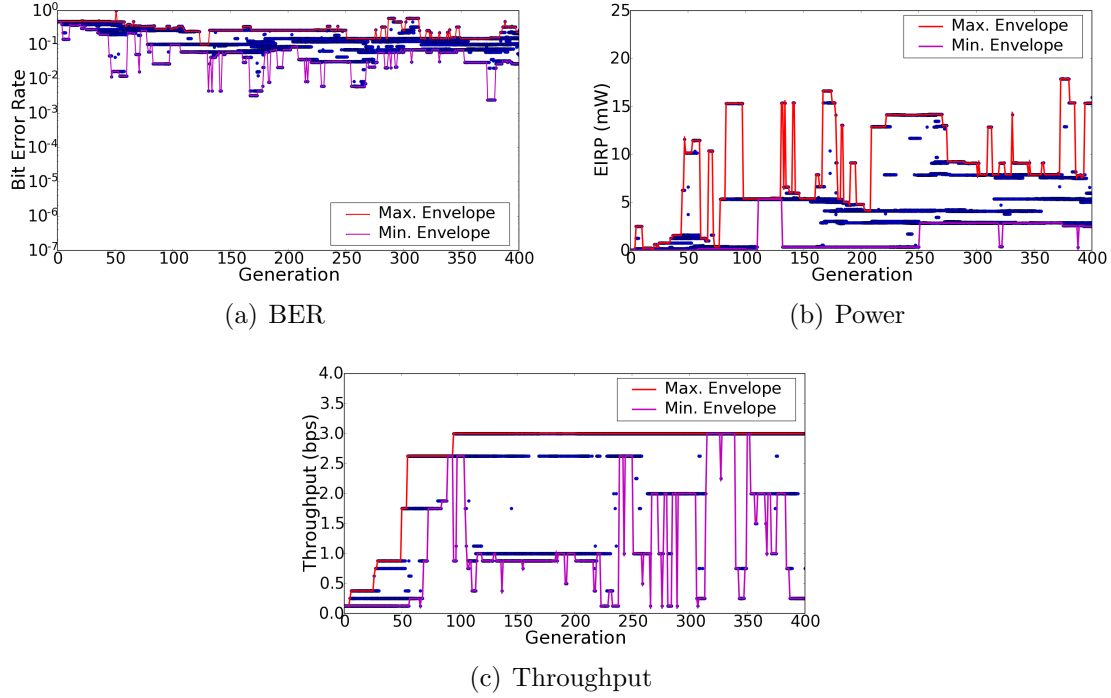 10^0
10^-1
10^-2
10^-3
10^-4
10^-5
10^-6
10^-7
Bit Error Rate
Max. Envelope
Min. Envelope
0 50 100 150 200 250 300 350 400
Generation
(a) BER
25
20
15
10
5
0
EIRP (mW)
Max. Envelope
Min. Envelope
0 50 100 150 200 250 300 350 400
Generation
(b) Power
4.0
3.5
3.0
2.5
2.0
1.5
1.0
0.5
0.0
Throughput (bps)
Max. Envelope
Min. Envelope
0 50 100 150 200 250 300 350 400
Generation
(c) Throughput